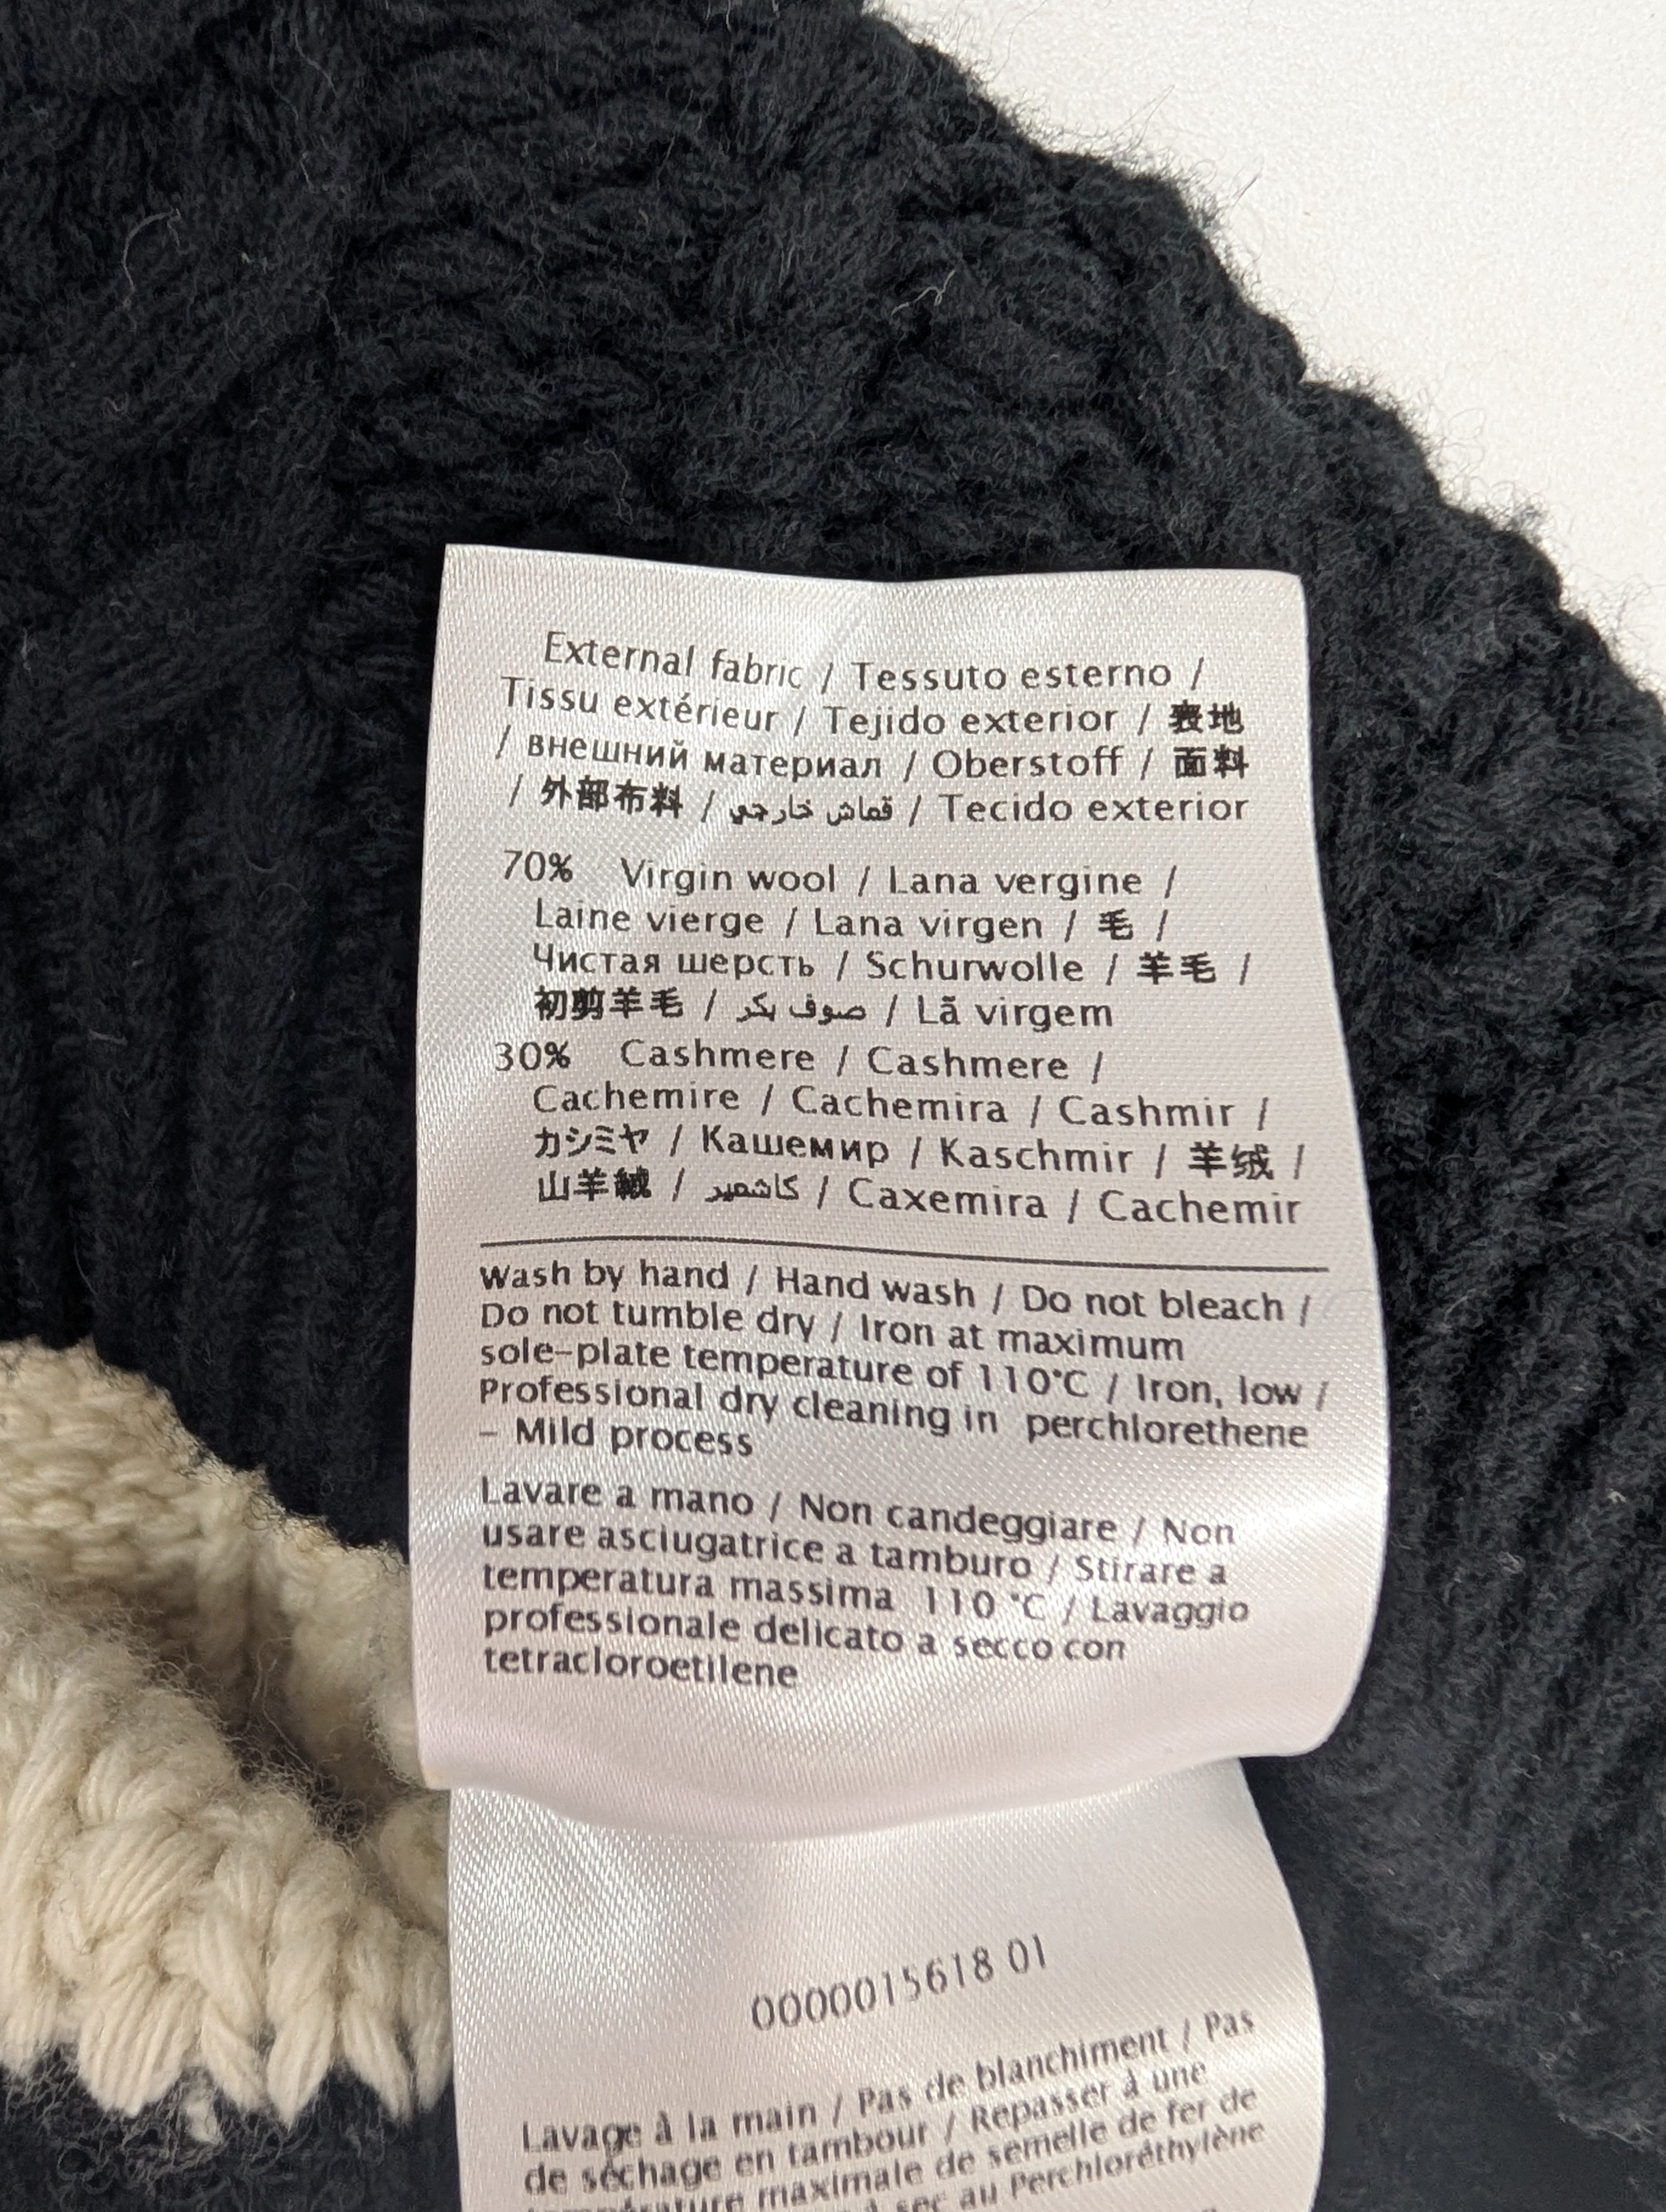 External fabric / Tessuto esterno /
Tissu extérieur / Tejido exterior / 表地
/ внешний материал / Oberstoff / 面料
/ 外部布料 / قماش خارجي / Tecido exterior
70% Virgin wool / Lana vergine /
Laine vierge / Lana virgen / 毛 /
Чистая шерсть / Schurwolle / 羊毛 /
初剪羊毛 / صوف بكر / Lã virgem
30% Cashmere / Cashmere /
Cachemire / Cachemira / Cashmir /
カシミヤ / Кашемир / Kaschmir / 羊绒 /
山羊絨 / كاشمير / Caxemira / Cachemir
Wash by hand / Hand wash / Do not bleach /
Do not tumble dry / Iron at maximum
sole-plate temperature of 110°C / Iron, low /
Professional dry cleaning in perchlorethene
- Mild process
Lavare a mano / Non candeggiare / Non
usare asciugatrice a tamburo / Stirare a
temperatura massima 110 °C / Lavaggio
professionale delicato a secco con
tetracloroetilene
0000015618 01
Lavage à la main / Pas de blanchiment / Pas
de séchage en tambour / Repasser à une
température maximale de semelle de fer de
à sec au Perchloréthylène